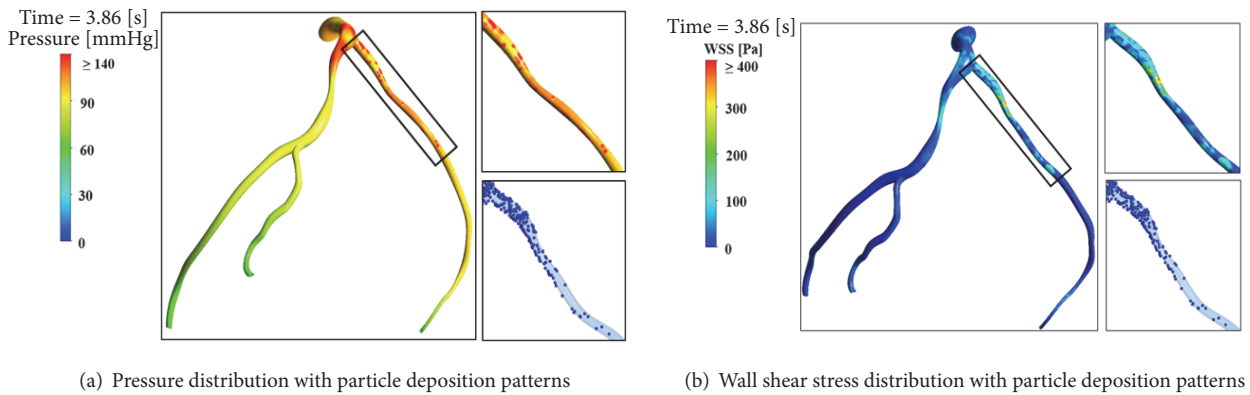 Time = 3.86 [s]
Pressure [mmHg]
≥ 140
90
60
30
0
(a) Pressure distribution with particle deposition patterns
Time = 3.86 [s]
WSS [Pa]
≥ 400
300
200
100
0
(b) Wall shear stress distribution with particle deposition patterns